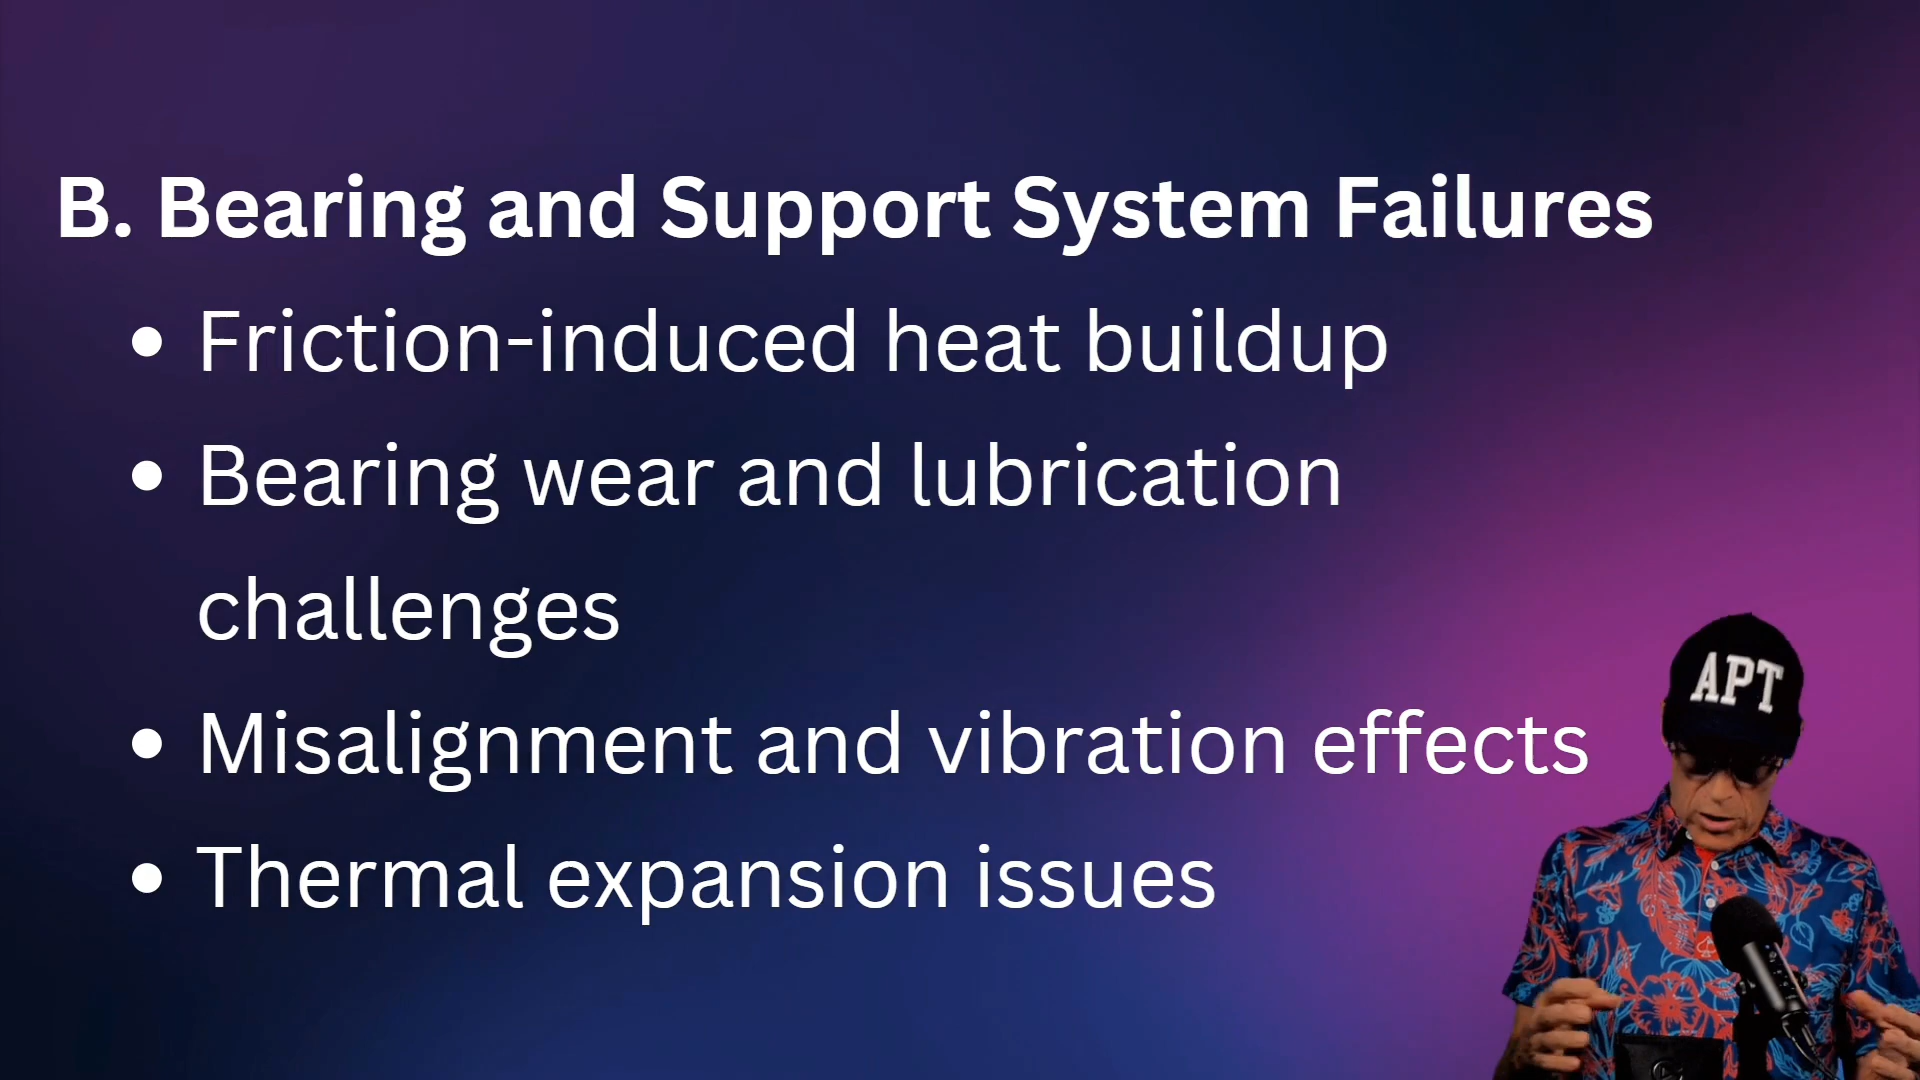 B. Bearing and Support System Failures
• Friction-induced heat buildup
• Bearing wear and lubrication
challenges
• Misalignment and vibration effects
• Thermal expansion issues
APT